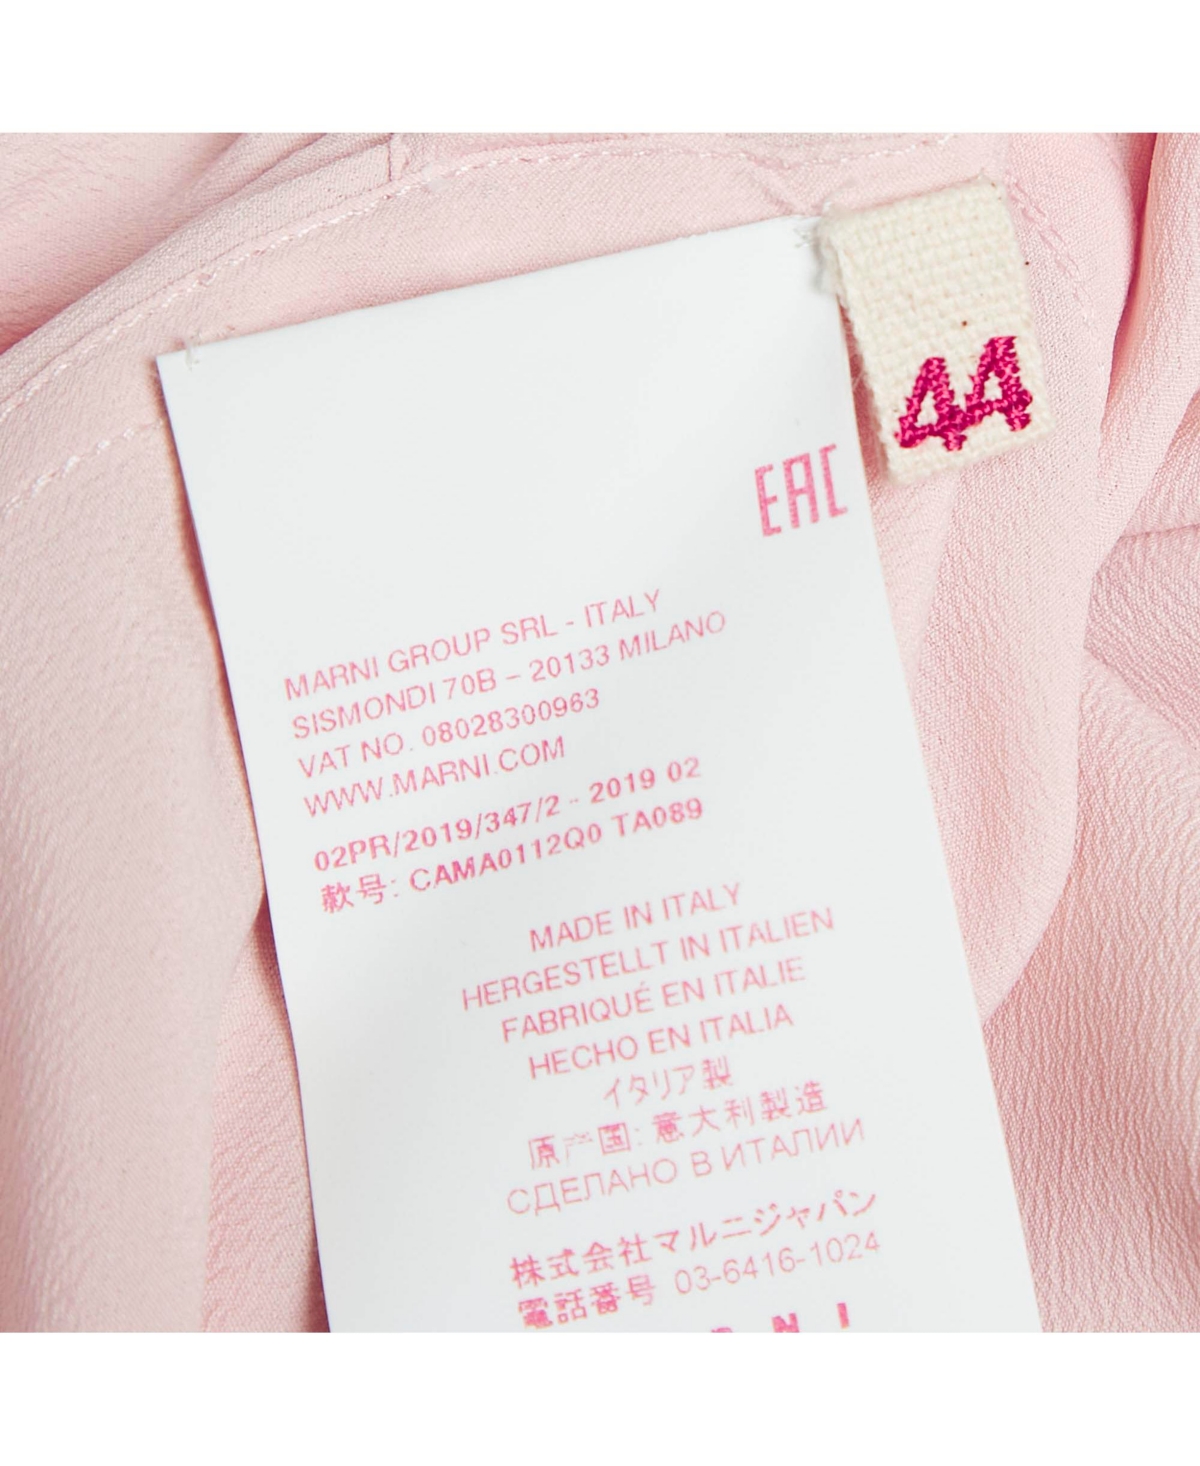 44
EAC
MARNI GROUP SRL - ITALY
SISMONDI 70B – 20133 MILANO
VAT NO. 08028300963
WWW.MARNI.COM
02PR/2019/347/2 - 2019 02
款号: CAMA0112Q0 TA089
MADE IN ITALY
HERGESTELLT IN ITALIEN
FABRIQUÉ EN ITALIE
HECHO EN ITALIA
イタリア製
原产国: 意大利製造
СДЕЛАНО В ИТАЛИИ
株式会社マルニジャパン
電話番号 03-6416-1024